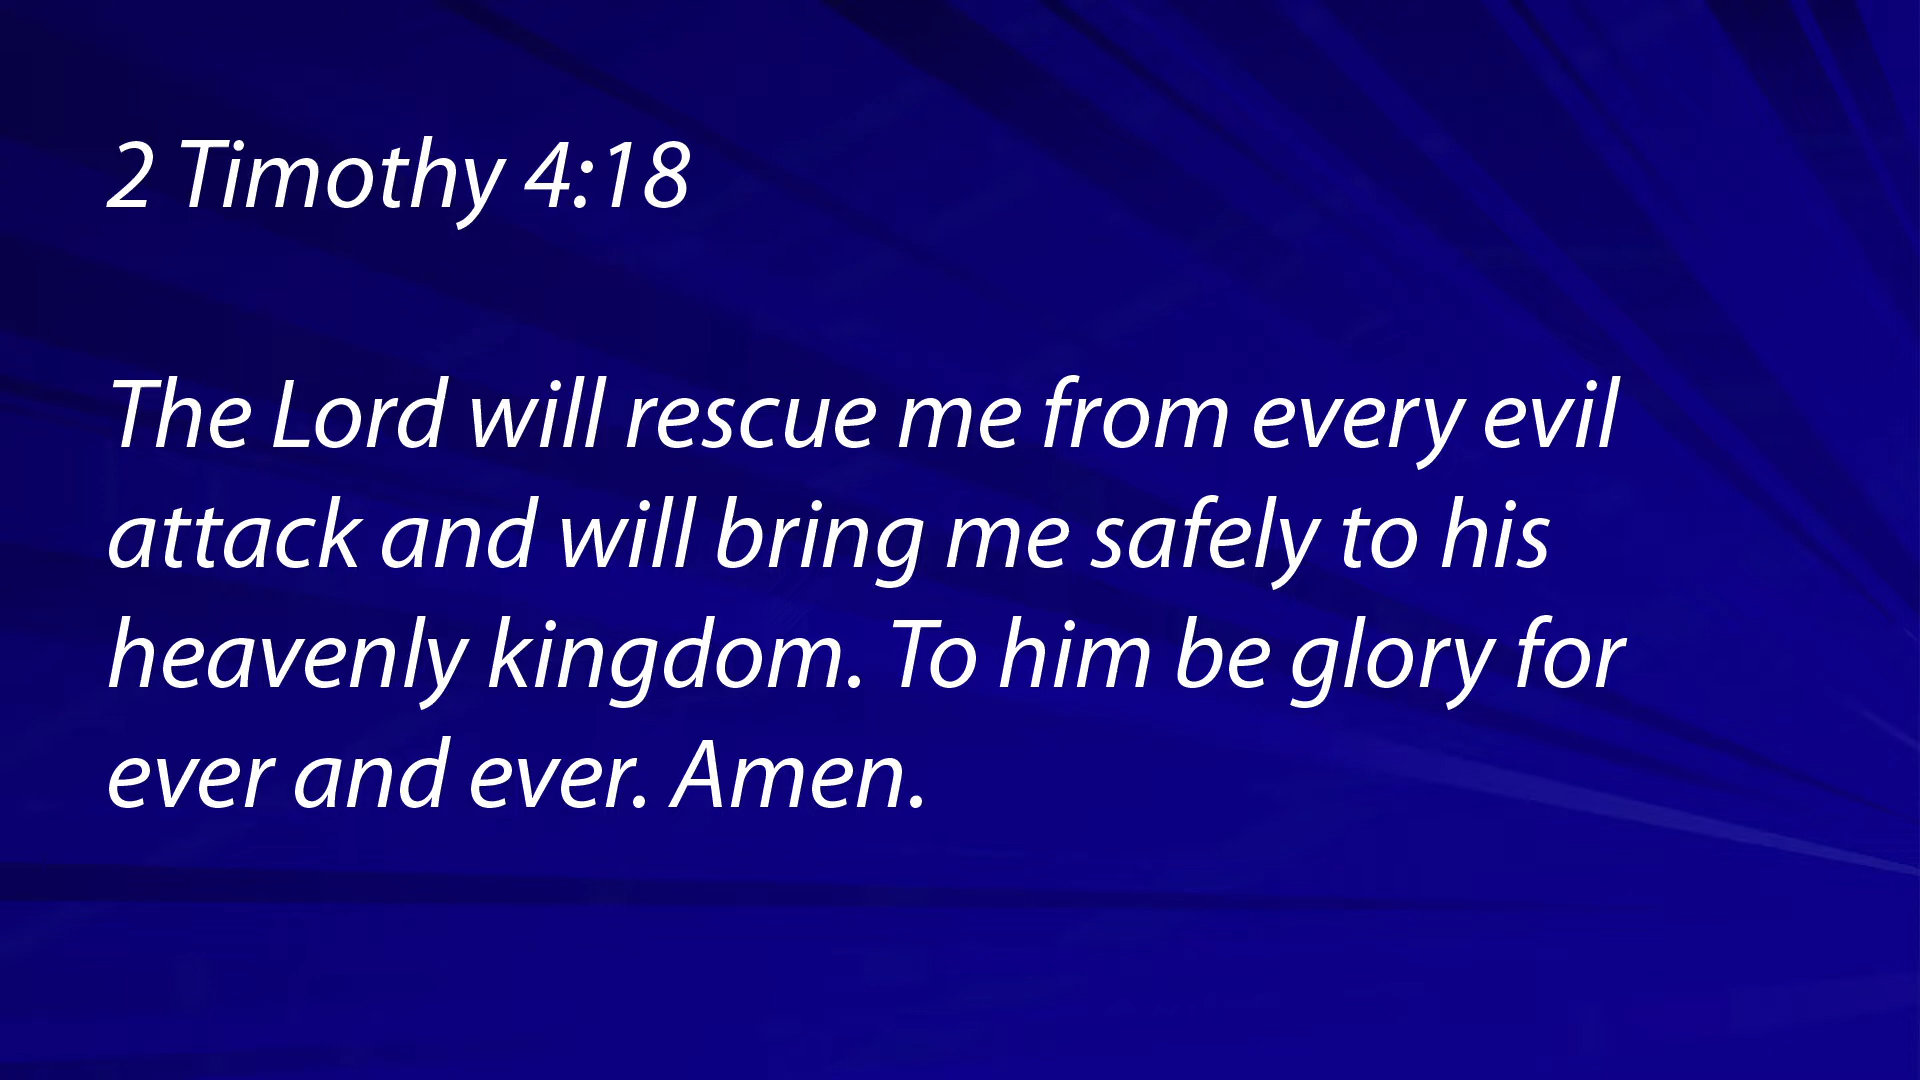 2 Timothy 4:18
The Lord will rescue me from every evil
attack and will bring me safely to his
heavenly kingdom. To him be glory for
ever and ever. Amen.